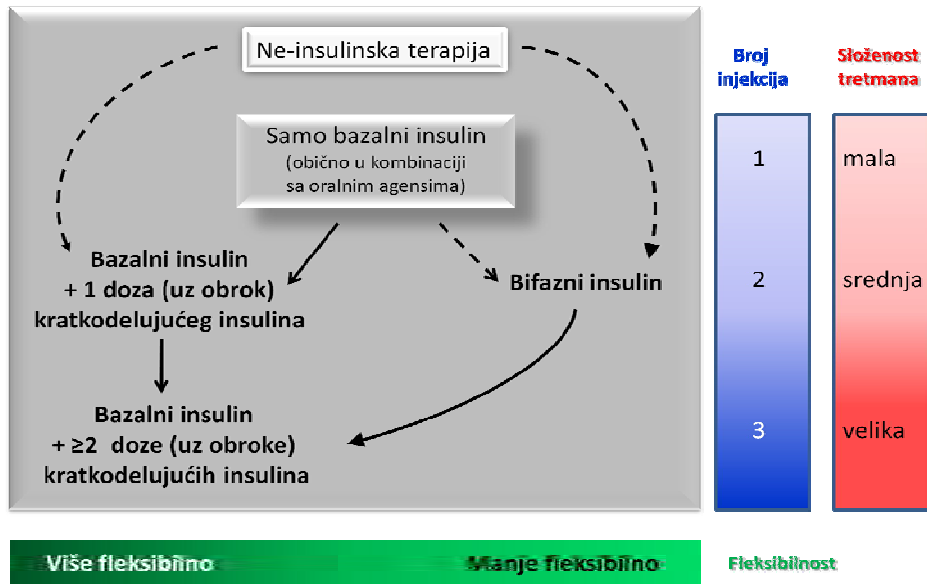 Ne-insulinska terapija
Samo bazalni insulin
(obično u kombinaciji
sa oralnim agensima)
Bazalni insulin
+ 1 doza (uz obrok)
kratkodelujućeg insulina
Bifazni insulin
Bazalni insulin
+ ≥2 doze (uz obroke)
kratkodelujućih insulina
Broj
injekcija
1
2
3
Složenost
tretmana
mala
srednja
velika
Više fleksibilno
Manje fleksibilno
Fleksibilnost